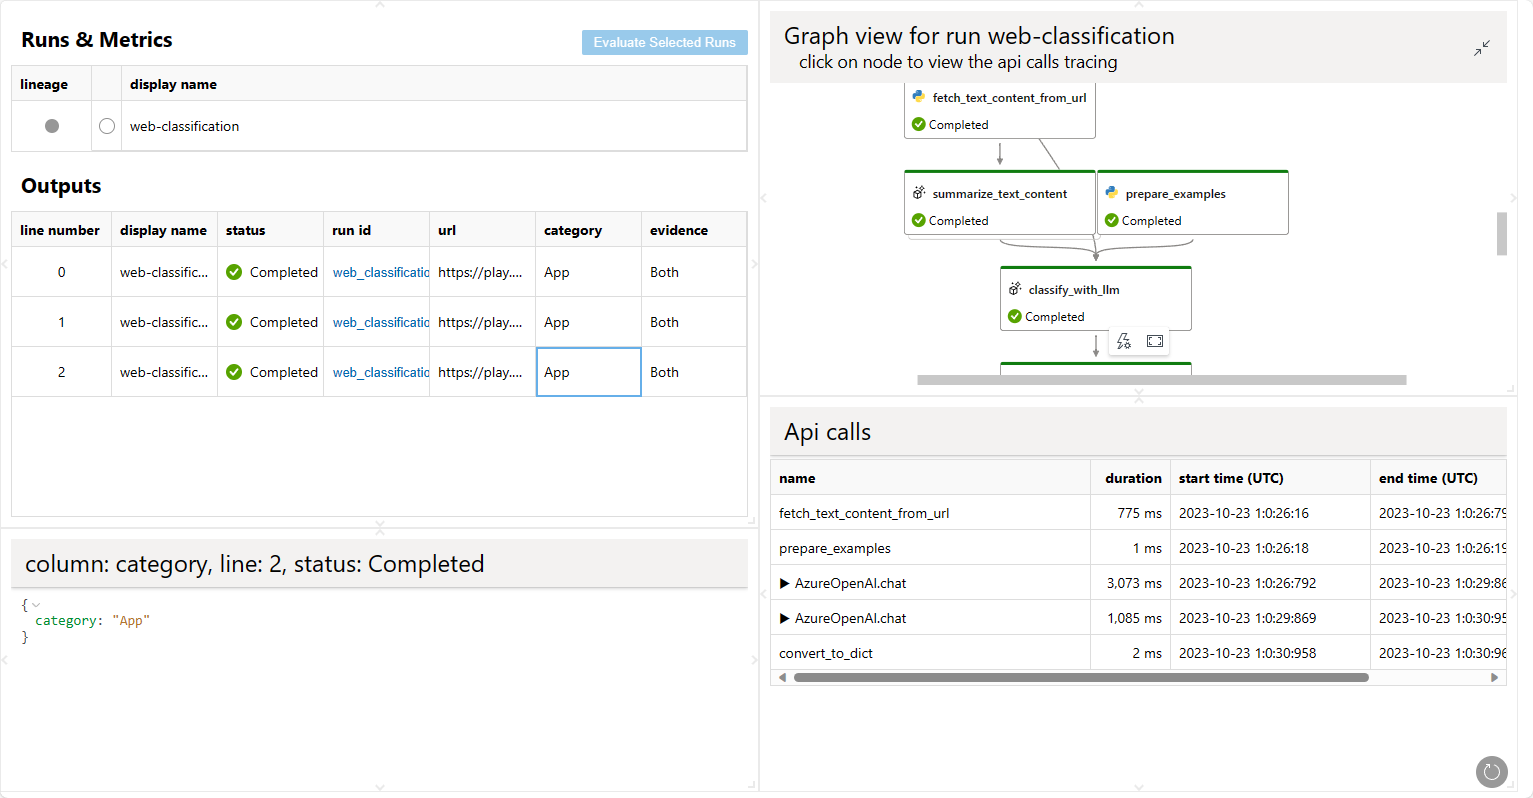 Runs & Metrics
Evaluate Selected Runs
lineage display name
web-classification
Outputs
line number display name status run id url category evidence
0 web-classific... Completed web_classificatio https://play.... App Both
1 web-classific... Completed web_classificatio https://play.... App Both
2 web-classific... Completed web_classificatio https://play.... App Both
column: category, line: 2, status: Completed
{
category: "App"
}
Graph view for run web-classification
click on node to view the api calls tracing
fetch_text_content_from_url
Completed
summarize_text_content prepare_examples
Completed Completed
classify_with_llm
Completed
Api calls
name duration start time (UTC) end time (UTC)
fetch_text_content_from_url 775 ms 2023-10-23 1:0:26:16 2023-10-23 1:0:26:79
prepare_examples 1 ms 2023-10-23 1:0:26:18 2023-10-23 1:0:26:19
AzureOpenAI.chat 3,073 ms 2023-10-23 1:0:26:792 2023-10-23 1:0:29:86
AzureOpenAI.chat 1,085 ms 2023-10-23 1:0:29:869 2023-10-23 1:0:30:95
convert_to_dict 2 ms 2023-10-23 1:0:30:958 2023-10-23 1:0:30:96